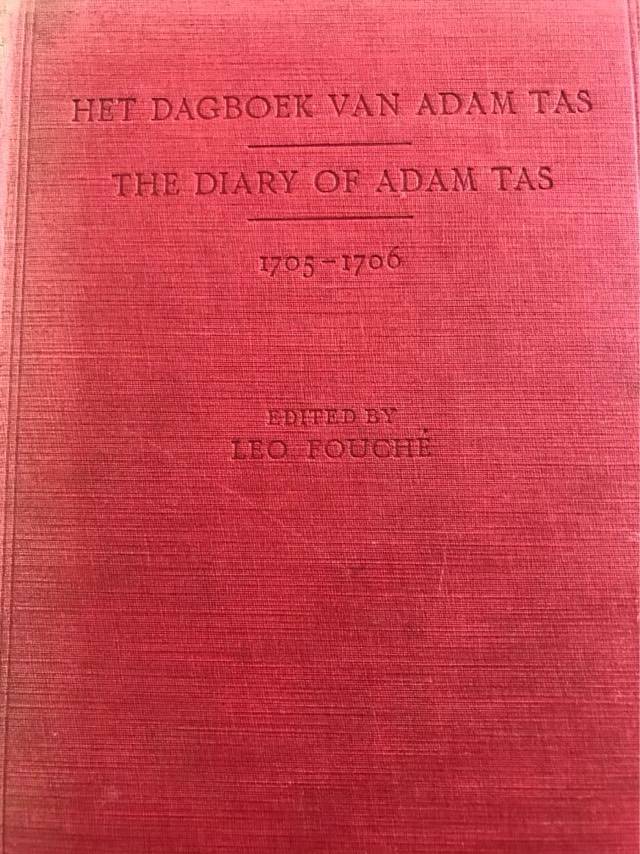 HET DAGBOEK VAN ADAM TAS
THE DIARY OF ADAM TAS
1705-1706
EDITED BY
LEO FOUCHÉ